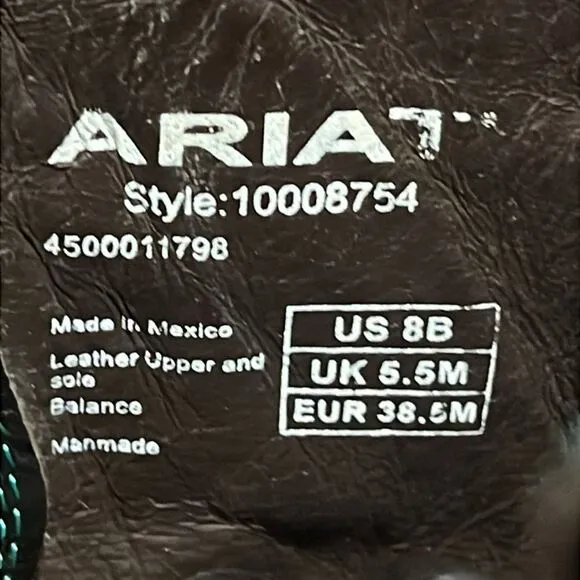 ARIAT™
Style:10008754
4500011798
Made in Mexico
Leather Upper and
sole
Balance
Manmade
US 8B
UK 5.5M
EUR 38.5M